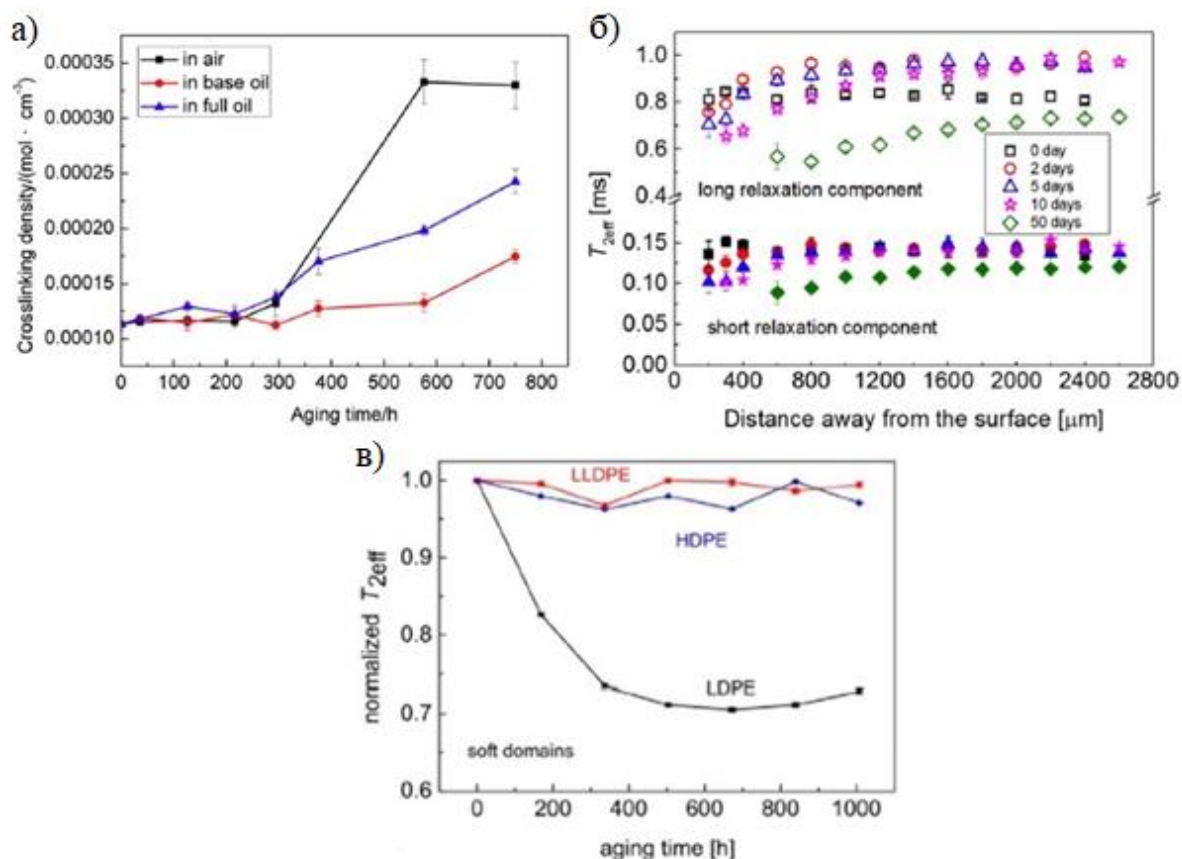 а)
0.00035
0.00030
0.00025
0.00020
0.00015
0.00010
Crosslinking density/(mol · cm⁻³)
in air
in base oil
in full oil
0 100 200 300 400 500 600 700 800
Aging time/h
б)
1.0
0.8
0.6
0.4
0.15
0.10
0.05
0.00
T2eff [ms]
long relaxation component
0 day
2 days
5 days
10 days
50 days
short relaxation component
0 400 800 1200 1600 2000 2400 2800
Distance away from the surface [µm]
в)
1.0
0.9
0.8
0.7
0.6
normalized T2eff
LLDPE
HDPE
LDPE
soft domains
0 200 400 600 800 1000
aging time [h]